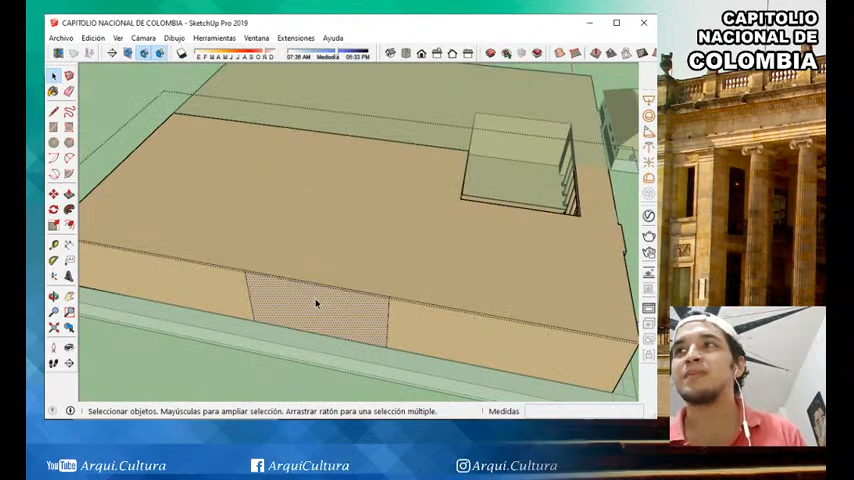 CAPITOLIO NACIONAL DE COLOMBIA - SketchUp Pro 2019
Archivo Edición Ver Cámara Dibujo Herramientas Ventana Extensiones Ayuda
E F M A M J J A S O N D 07:36 AM Mediodía 05:33 PM
Seleccionar objetos. Mayúsculas para ampliar selección. Arrastrar ratón para una selección múltiple. Medidas
CAPITOLIO
NACIONAL DE
COLOMBIA
YouTube Arqui.Cultura ArquiCultura Arqui.Cultura